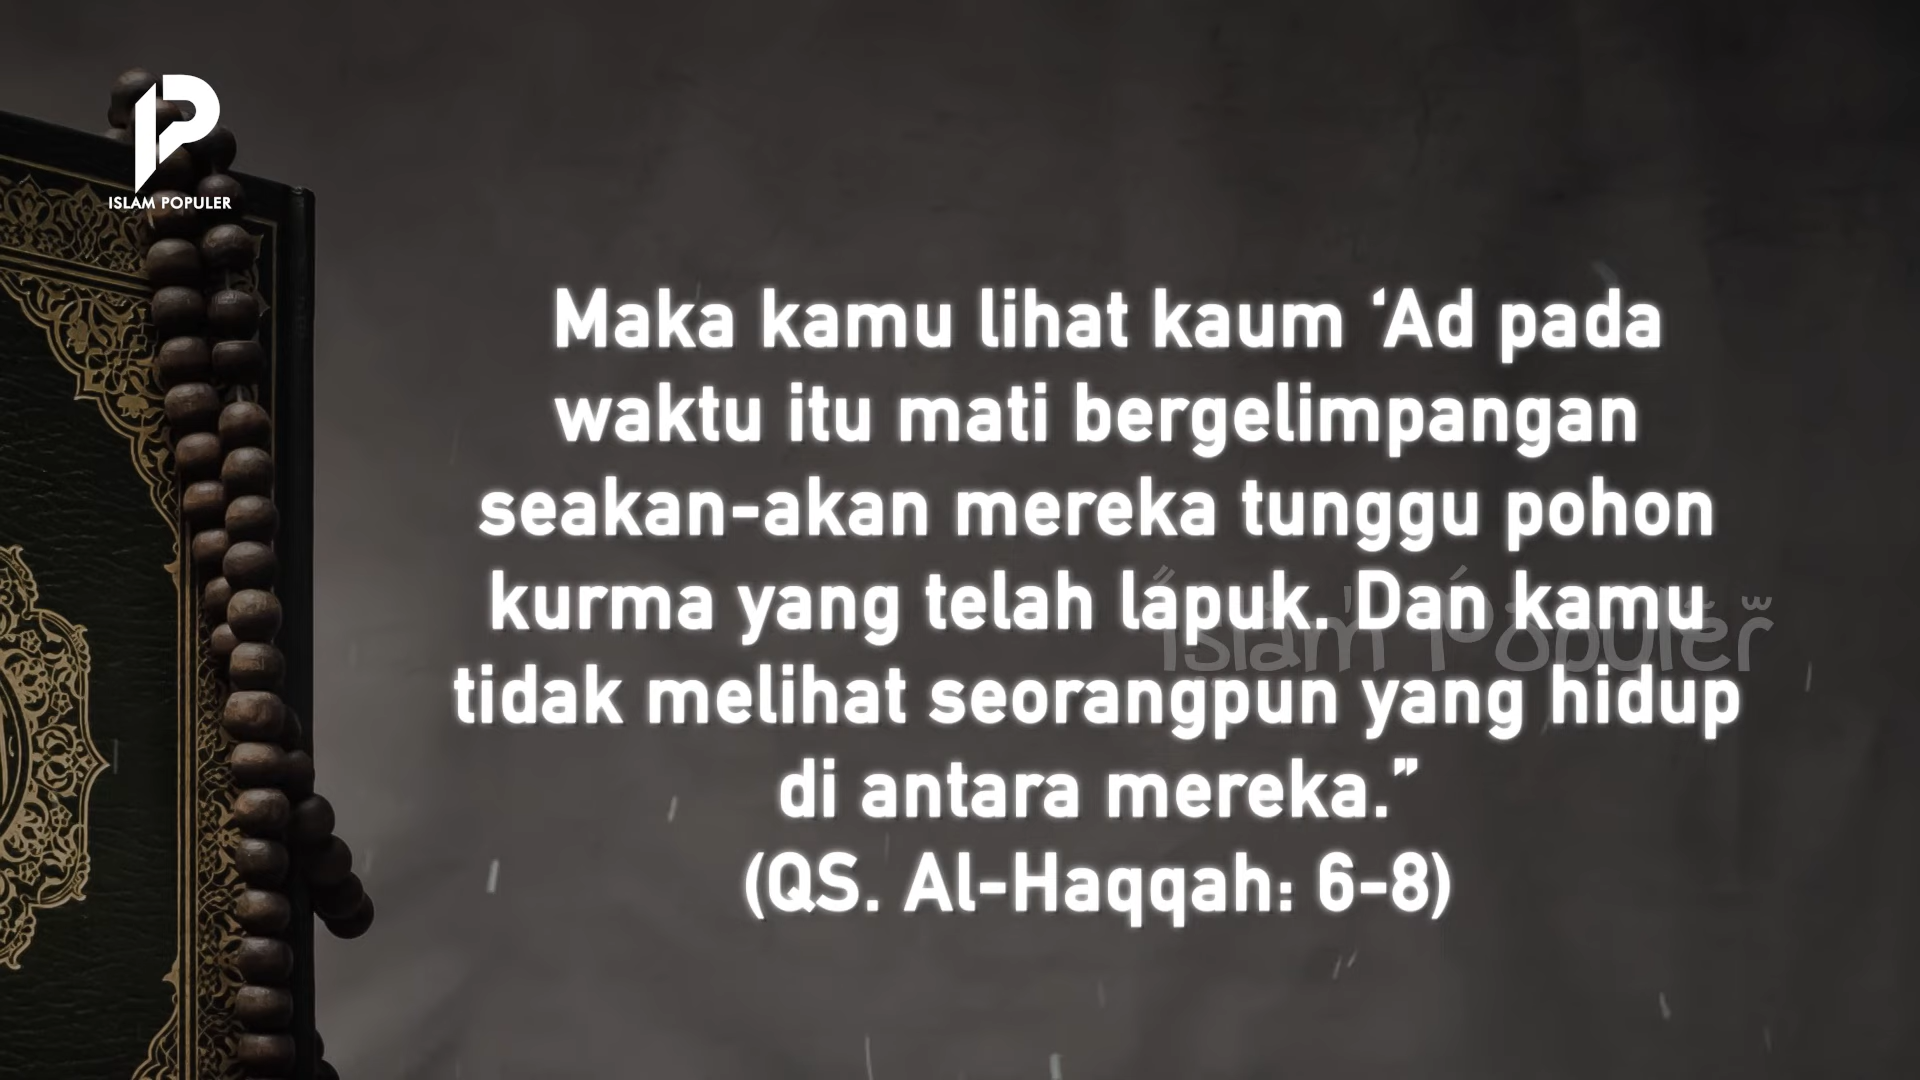 ISLAM POPULER
Maka kamu lihat kaum ‘Ad pada
waktu itu mati bergelimpangan
seakan-akan mereka tunggu pohon
kurma yang telah lapuk. Dan kamu
Islam Populer
tidak melihat seorangpun yang hidup
di antara mereka.”
(QS. Al-Haqqah: 6-8)